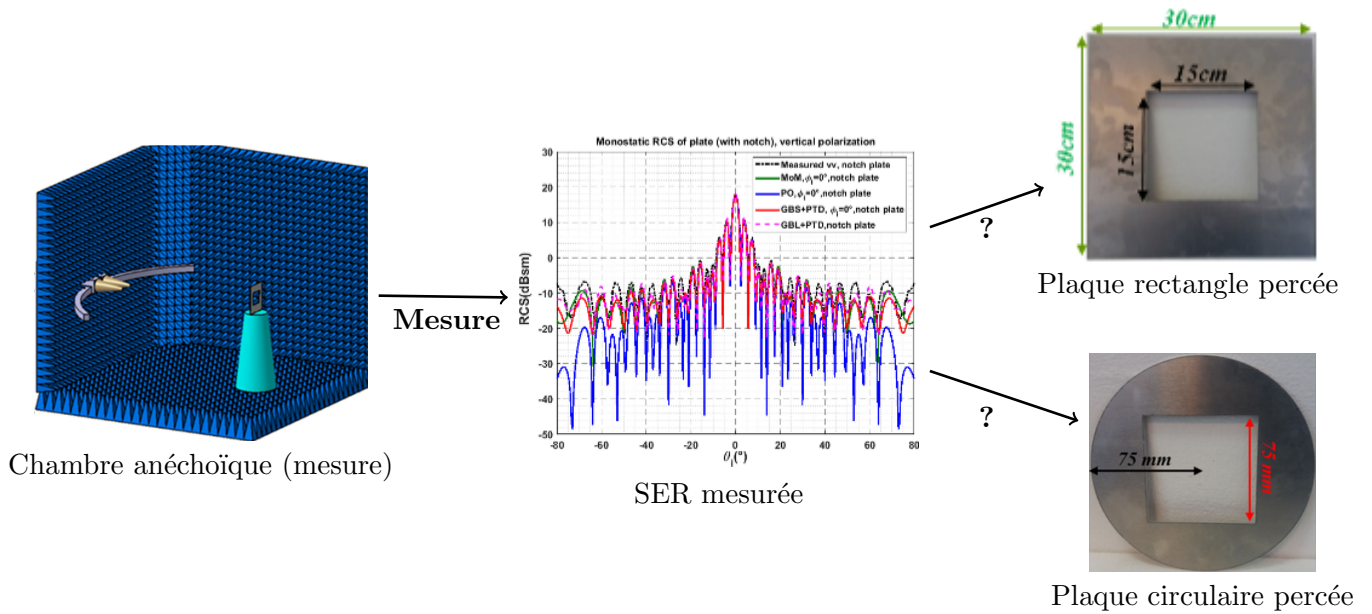 Chambre anéchoïque (mesure)
Mesure
Monostatic RCS of plate (with notch), vertical polarization
Measured vv, notch plate
MoM,ϕi=0°,notch plate
PO,ϕi=0°,notch plate
GBS+PTD, ϕi=0°,notch plate
GBL+PTD,notch plate
RCS(dBsm)
30
20
10
0
-10
-20
-30
-40
-50
-80 -60 -40 -20 0 20 40 60 80
θi(°)
SER mesurée
?
?
30cm
30cm
15cm
15cm
Plaque rectangle percée
75 mm
75 mm
Plaque circulaire percée